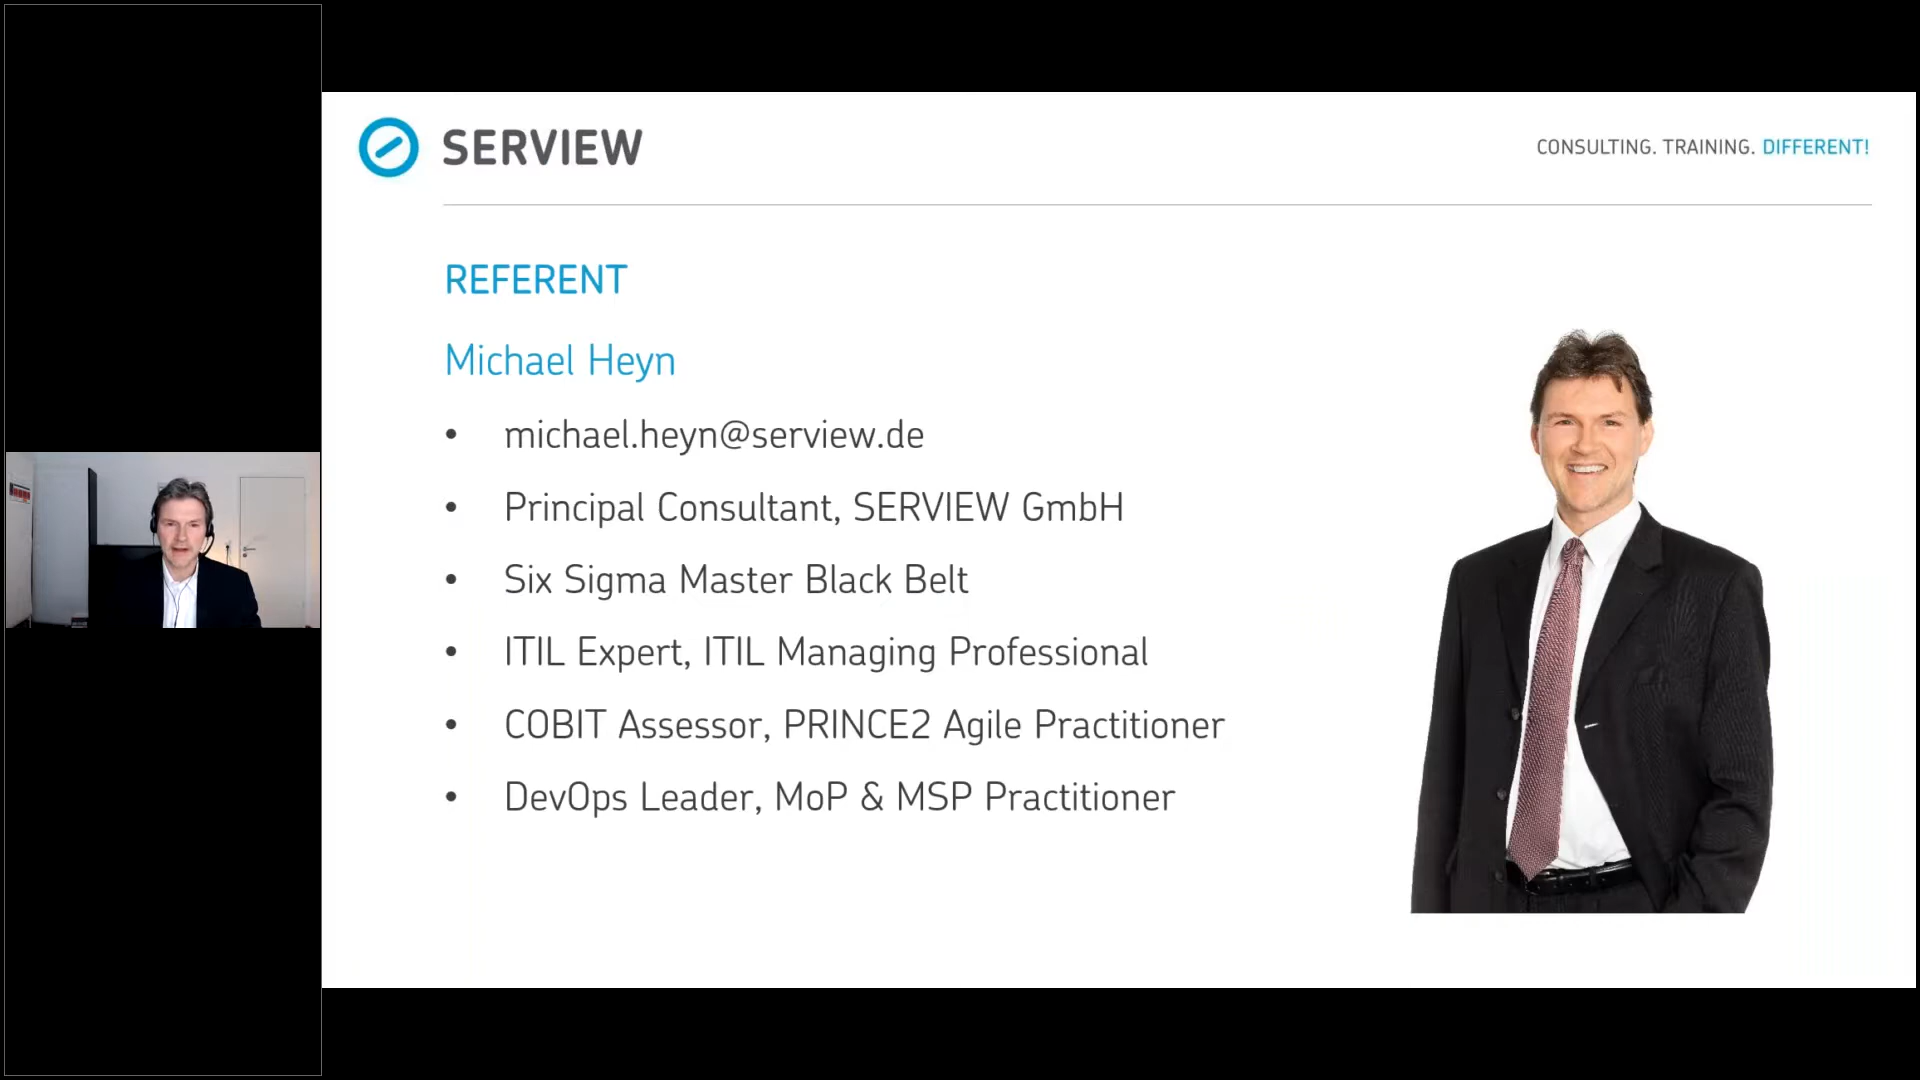 SERVIEW
CONSULTING. TRAINING. DIFFERENT!
REFERENT
Michael Heyn
• michael.heyn@serview.de
• Principal Consultant, SERVIEW GmbH
• Six Sigma Master Black Belt
• ITIL Expert, ITIL Managing Professional
• COBIT Assessor, PRINCE2 Agile Practitioner
• DevOps Leader, MoP & MSP Practitioner